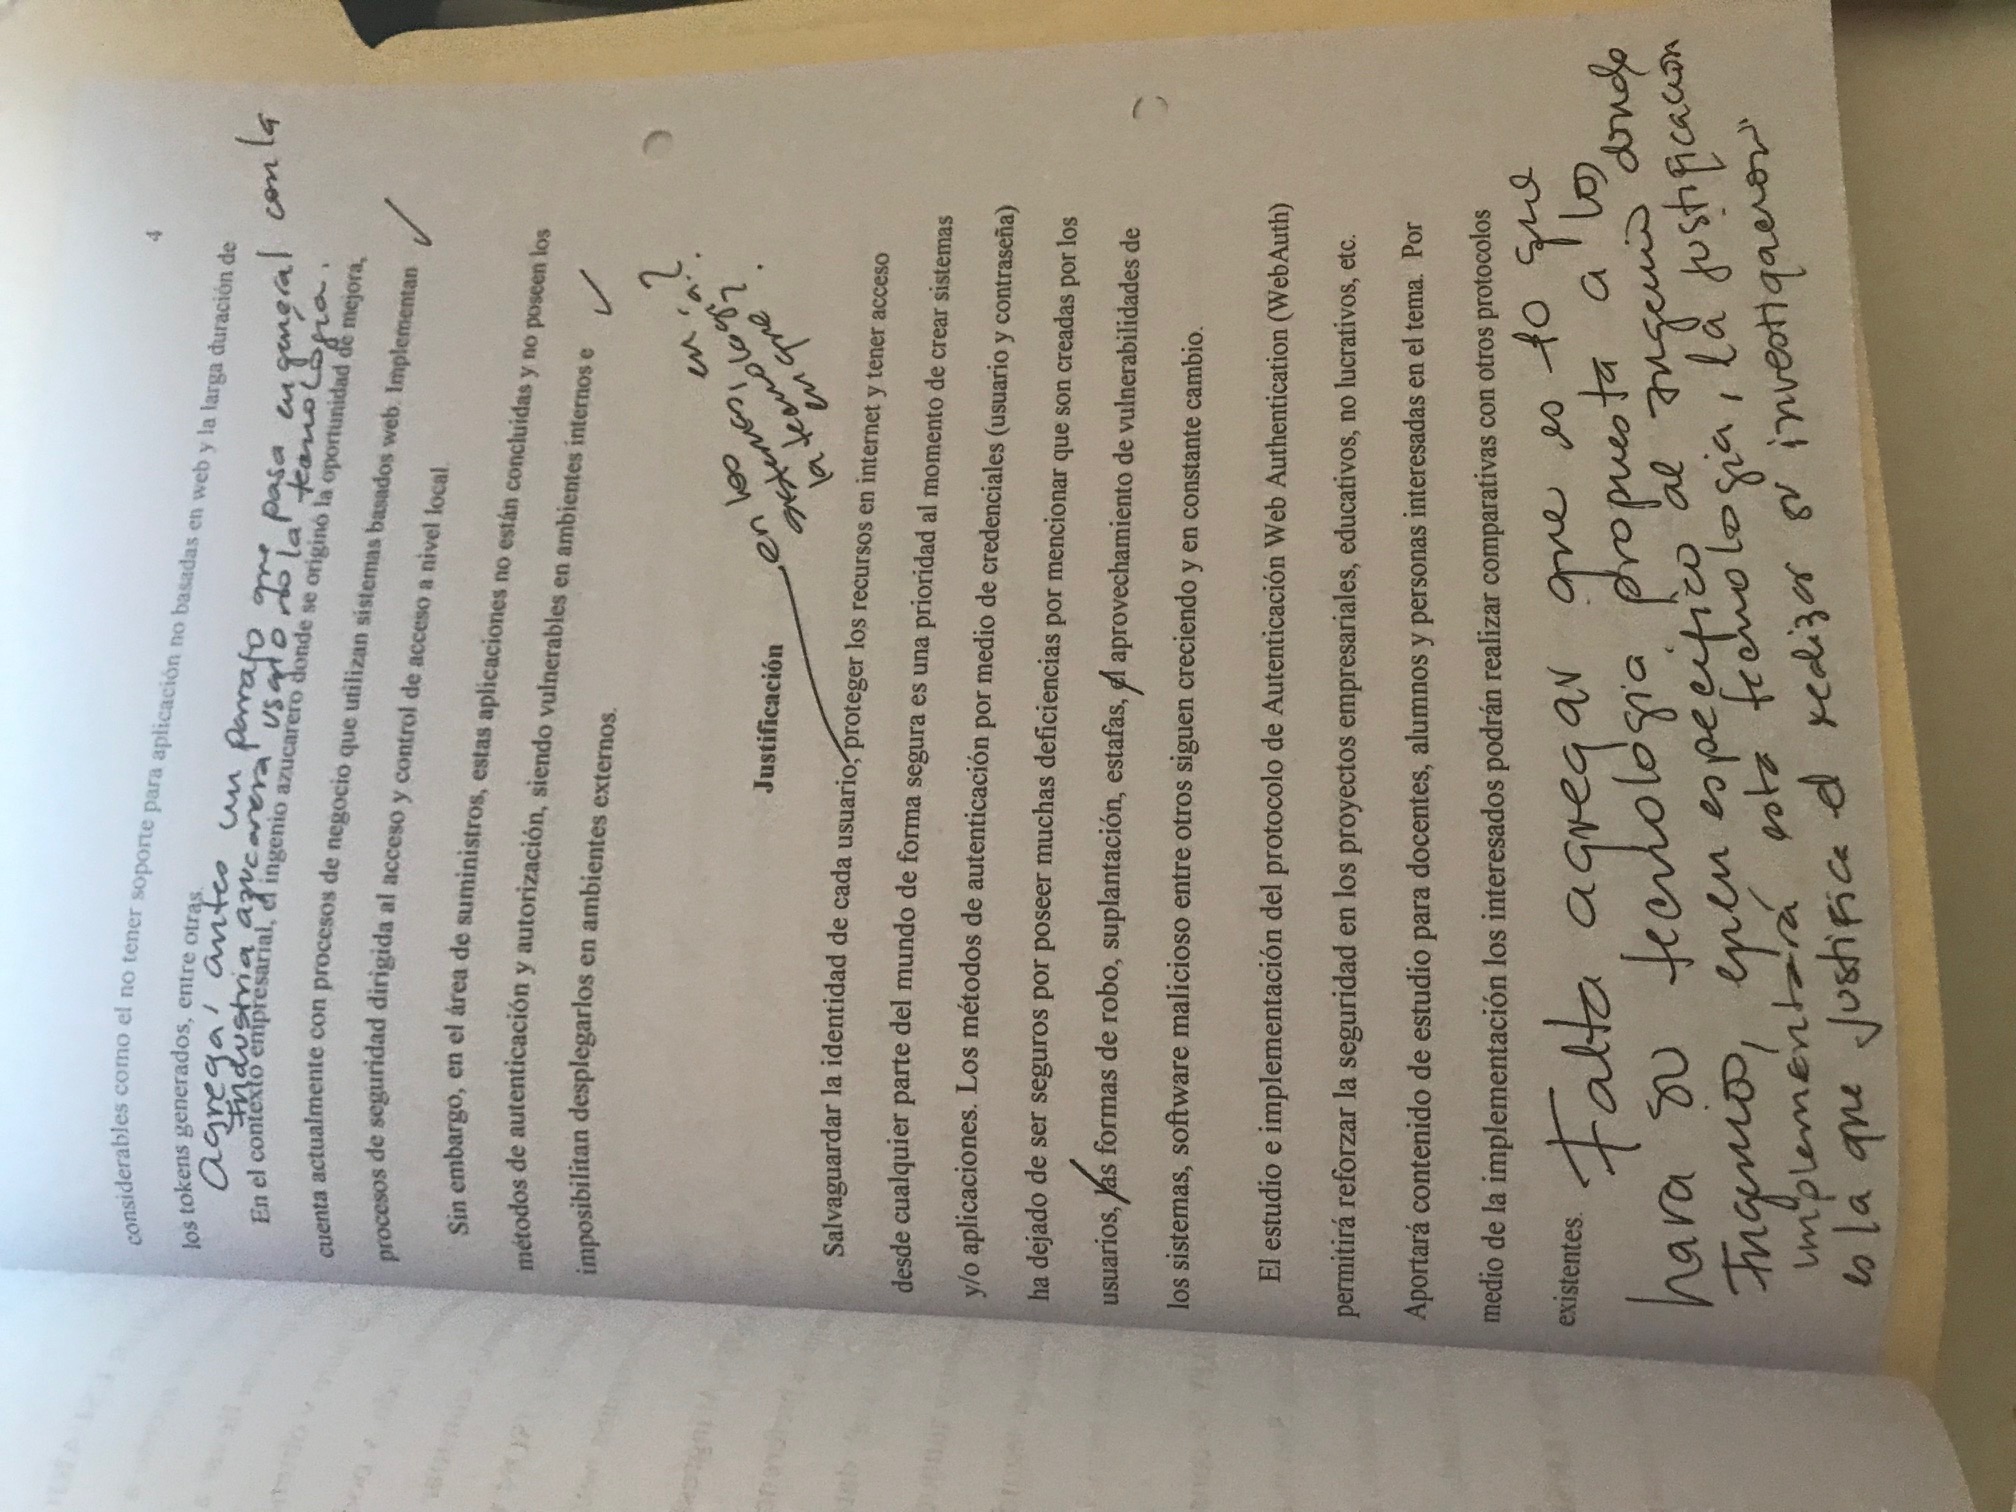 4
considerables como el no tener soporte para aplicación no basadas en web y la larga duración de
los tokens generados, entre otras.
Agregar antes un parrafo que pasa en general con la
Industria azucarera usan o no la tecnología.
En el contexto empresarial, el ingenio azucarero donde se originó la oportunidad de mejora,
cuenta actualmente con procesos de negocio que utilizan sistemas basados web. Implementan
procesos de seguridad dirigida al acceso y control de acceso a nivel local.
Sin embargo, en el área de suministros, estas aplicaciones no están concluidas y no poseen los
métodos de autenticación y autorización, siendo vulnerables en ambientes internos e
imposibilitan desplegarlos en ambientes externos.
en los
sistemas, en
la tecnologia?
en que?
Justificación
Salvaguardar la identidad de cada usuario, proteger los recursos en internet y tener acceso
desde cualquier parte del mundo de forma segura es una prioridad al momento de crear sistemas
y/o aplicaciones. Los métodos de autenticación por medio de credenciales (usuario y contraseña)
ha dejado de ser seguros por poseer muchas deficiencias por mencionar que son creadas por los
usuarios, las formas de robo, suplantación, estafas, el aprovechamiento de vulnerabilidades de
los sistemas, software malicioso entre otros siguen creciendo y en constante cambio.
El estudio e implementación del protocolo de Autenticación Web Authentication (WebAuth)
permitirá reforzar la seguridad en los proyectos empresariales, educativos, no lucrativos, etc.
Aportará contenido de estudio para docentes, alumnos y personas interesadas en el tema. Por
medio de la implementación los interesados podrán realizar comparativas con otros protocolos
existentes.
Falta agregar que es lo que
hara su tecnologia propuesta a los
Ingenios, en especifico al Ingenio donde
implementará esta tecnologia, la justificación
es la que justifica el realizar su investigación